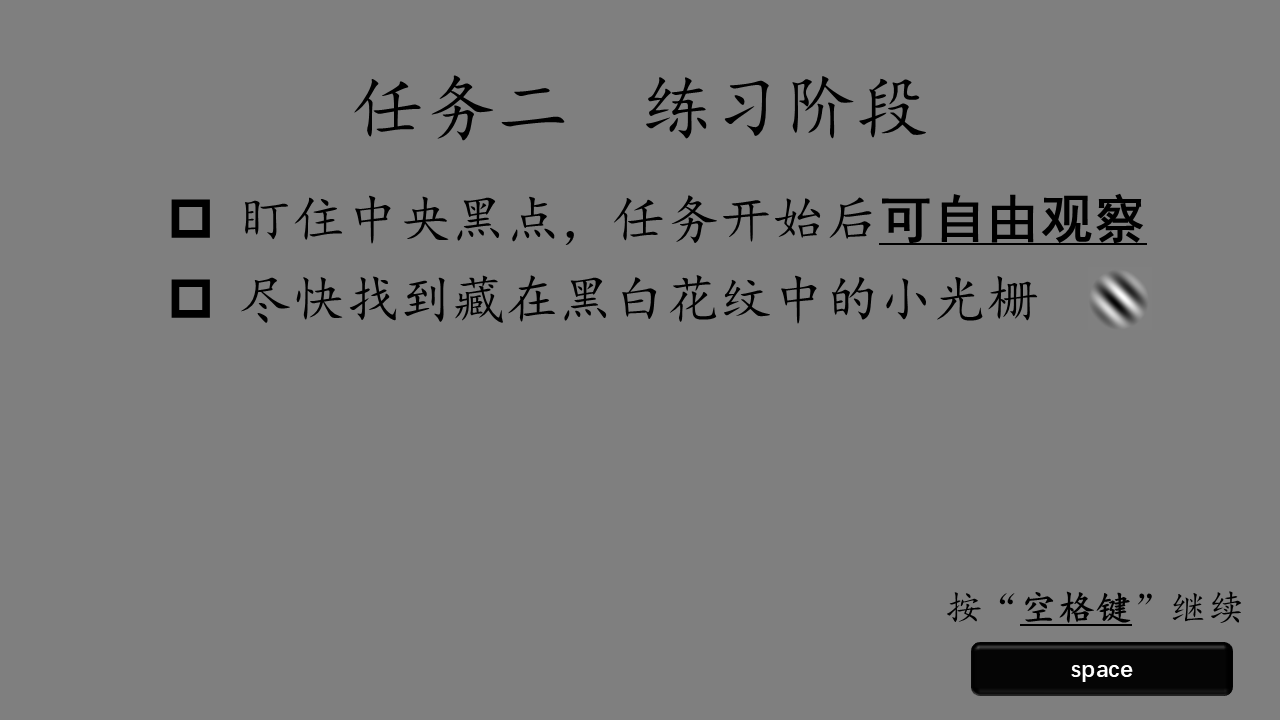 任务二 练习阶段
盯住中央黑点，任务开始后可自由观察
尽快找到藏在黑白花纹中的小光栅
按“空格键”继续
space